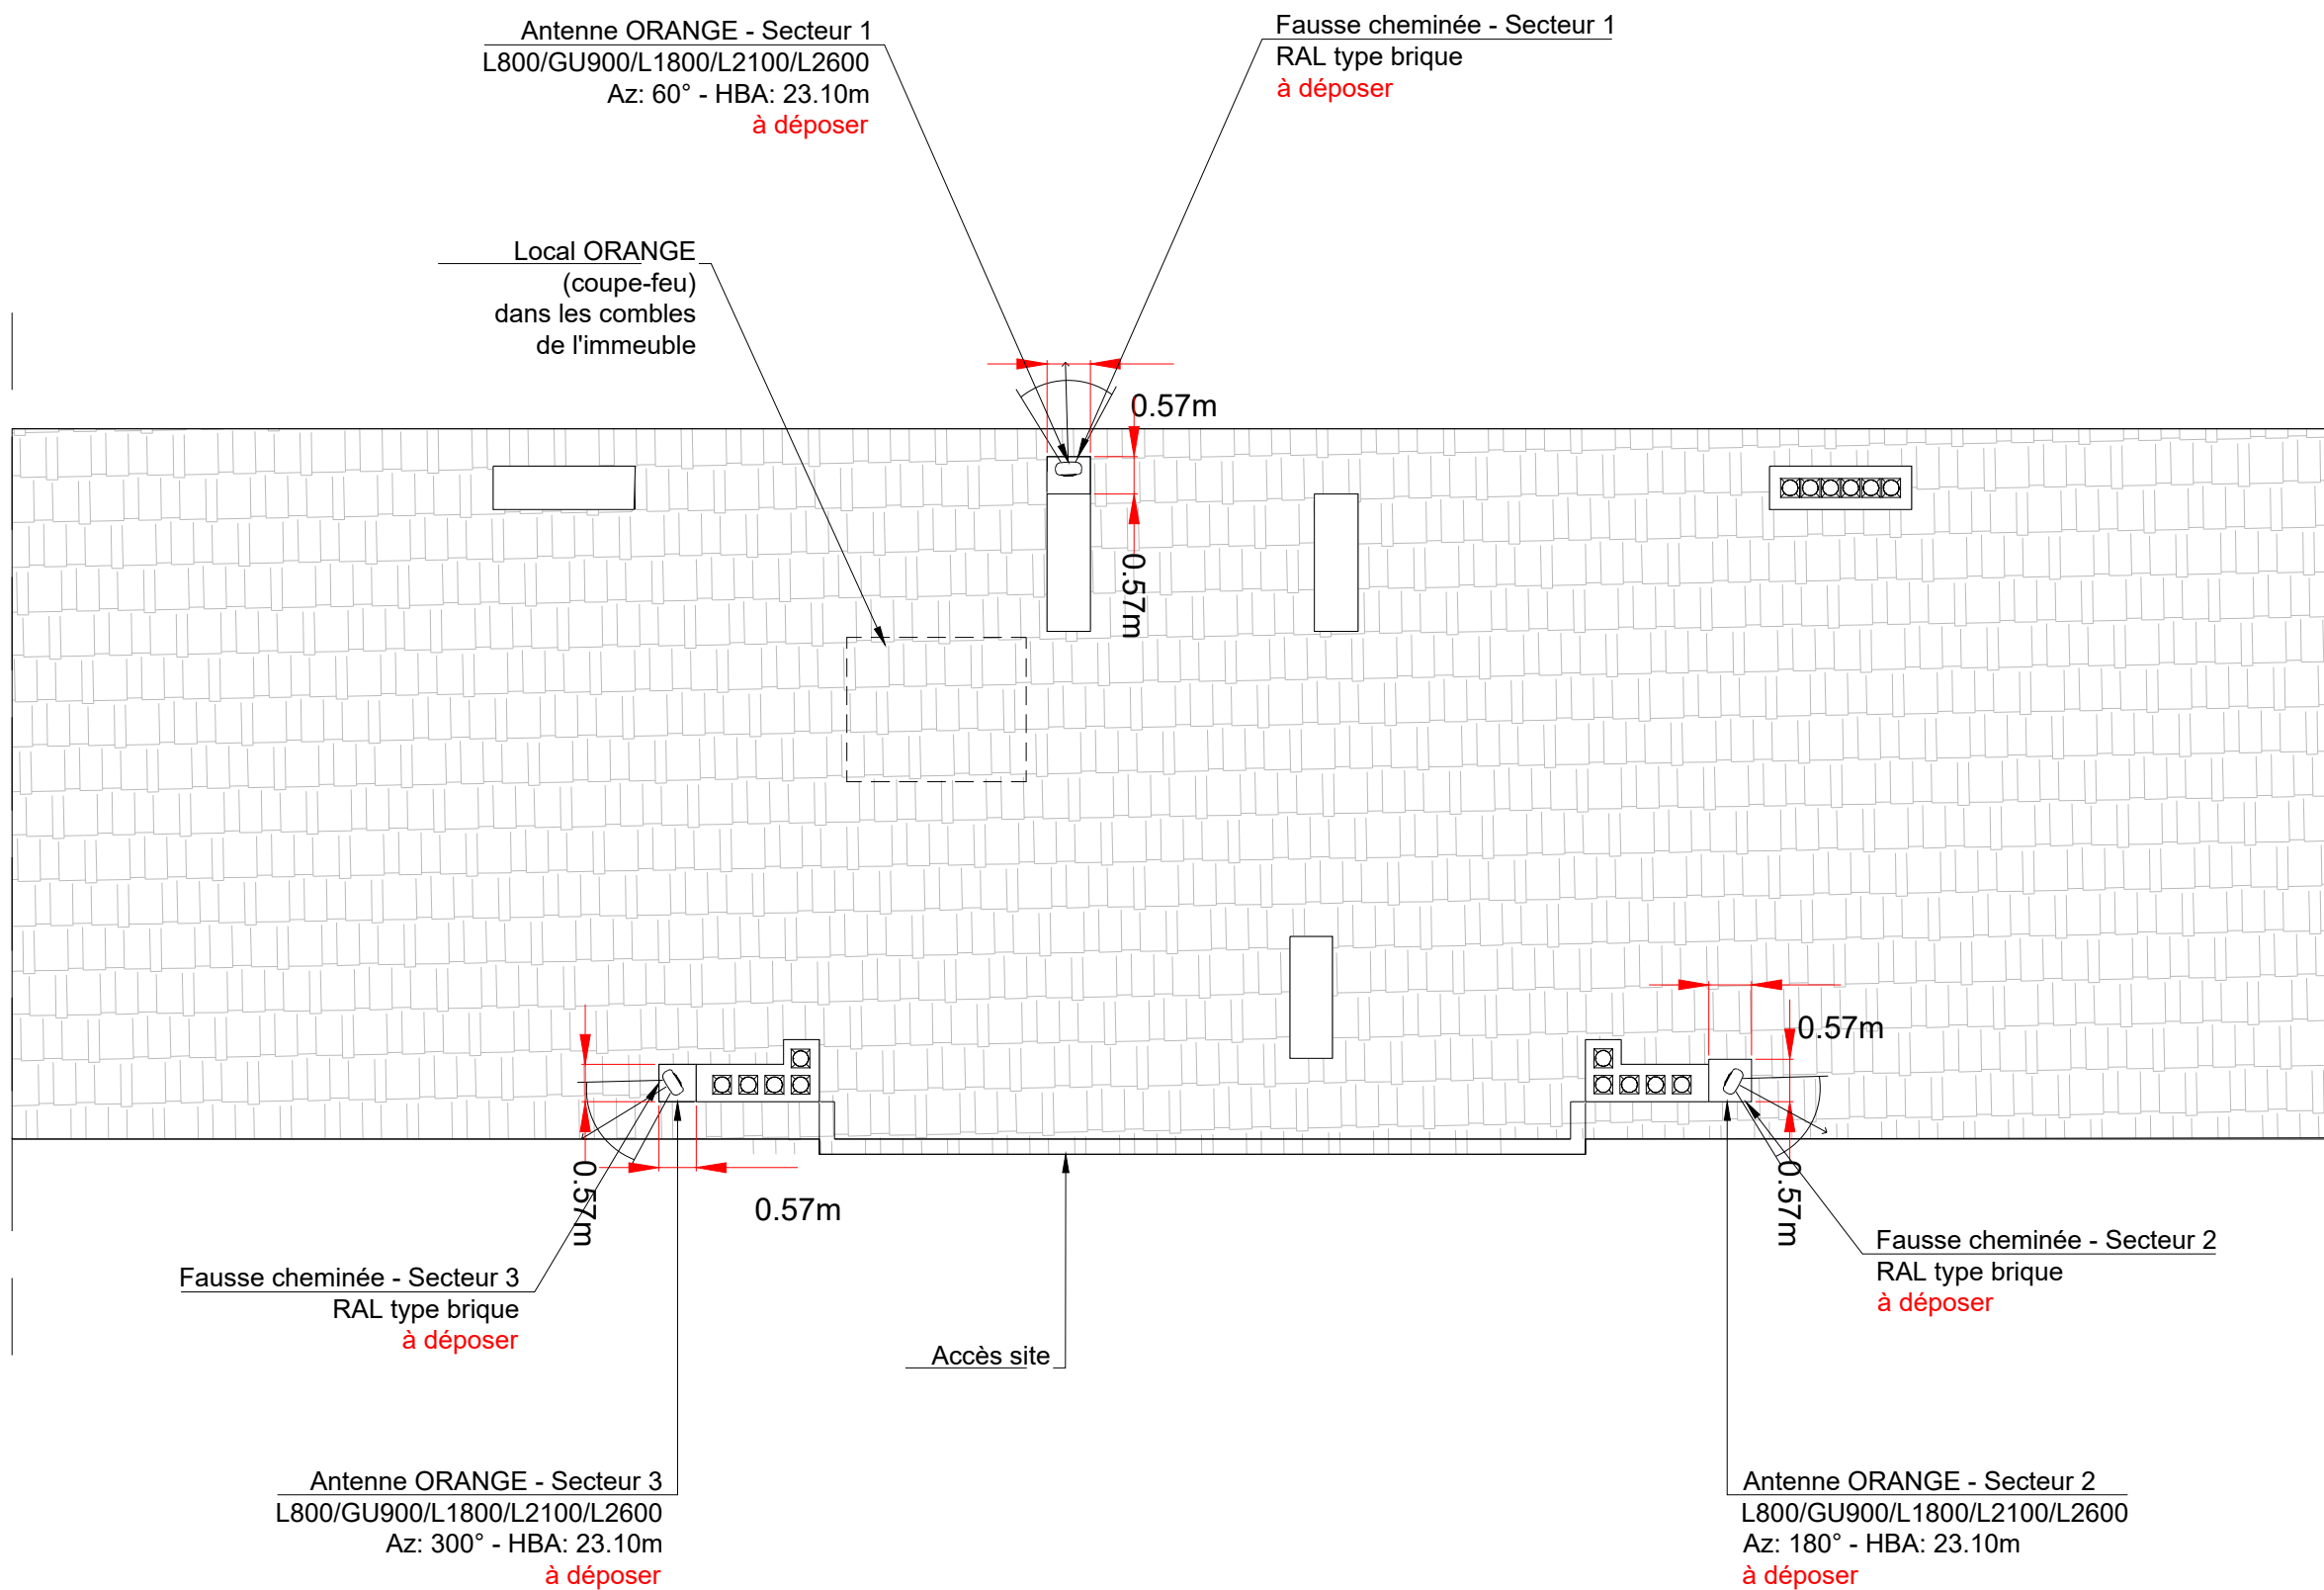 Antenne ORANGE - Secteur 1
L800/GU900/L1800/L2100/L2600
Az: 60° - HBA: 23.10m
à déposer
Fausse cheminée - Secteur 1
RAL type brique
à déposer
Local ORANGE
(coupe-feu)
dans les combles
de l'immeuble
0.57m
0.57m
0.57m
0.57m
0.57m
0.57m
Fausse cheminée - Secteur 3
RAL type brique
à déposer
Fausse cheminée - Secteur 2
RAL type brique
à déposer
Accès site
Antenne ORANGE - Secteur 3
L800/GU900/L1800/L2100/L2600
Az: 300° - HBA: 23.10m
à déposer
Antenne ORANGE - Secteur 2
L800/GU900/L1800/L2100/L2600
Az: 180° - HBA: 23.10m
à déposer